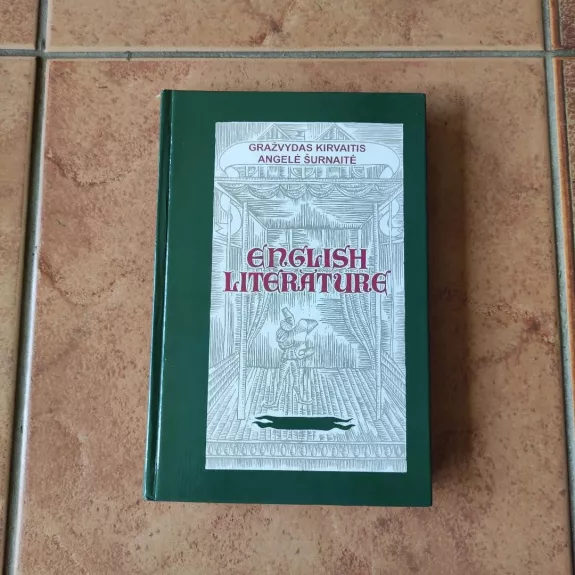 GRAŽVYDAS KIRVAITIS
ANGELĖ ŠURNAITĖ
ENGLISH
LITERATURE